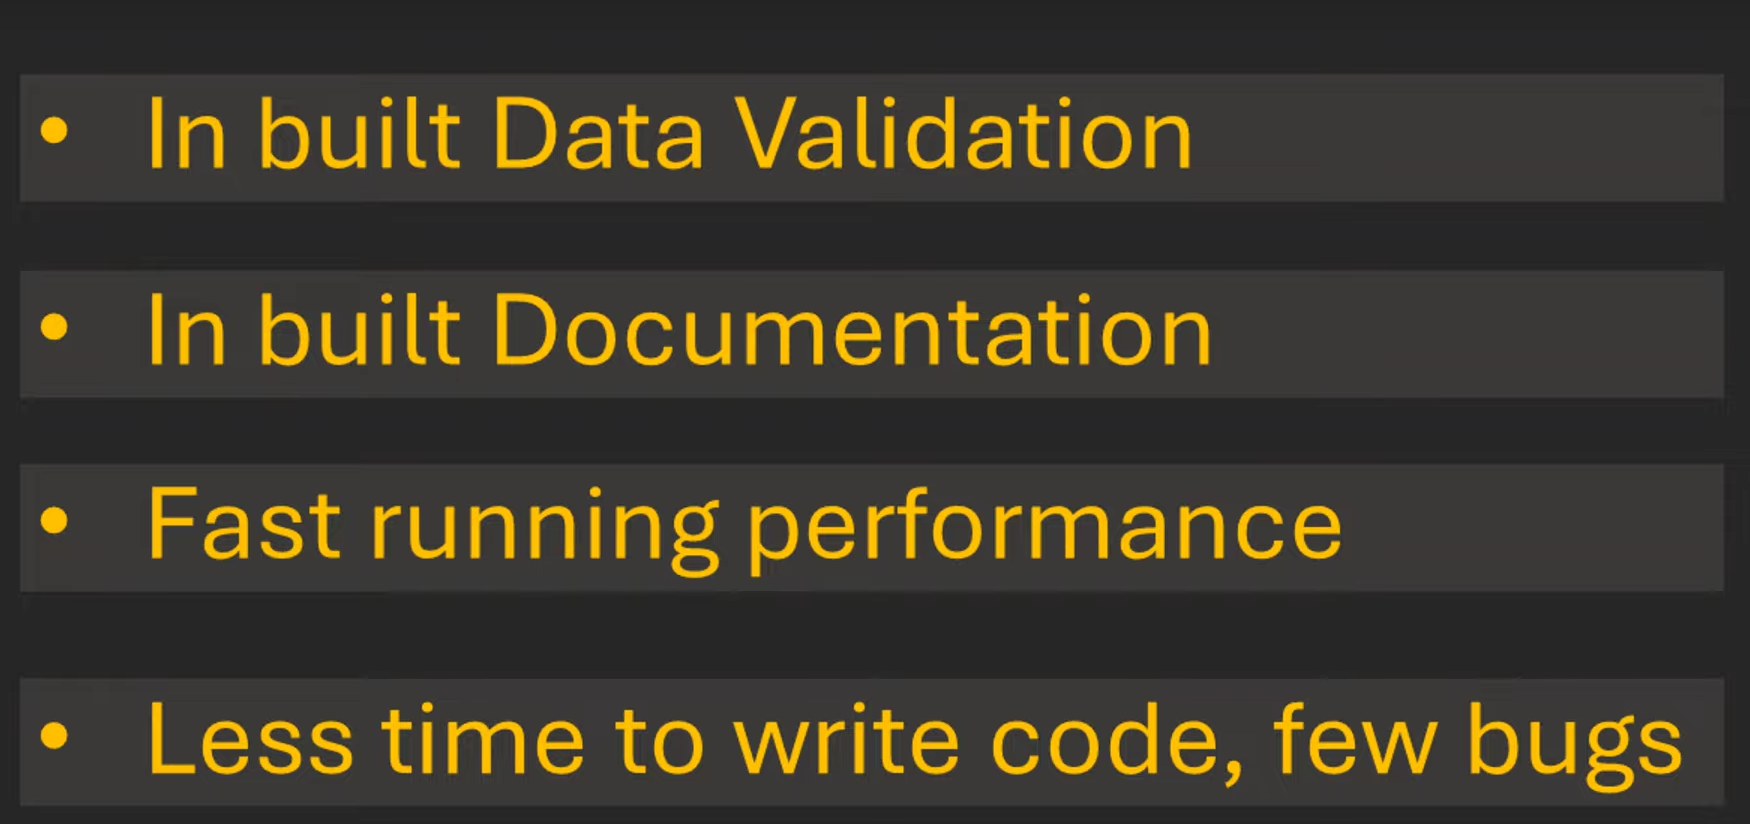 • In built Data Validation
• In built Documentation
• Fast running performance
• Less time to write code, few bugs